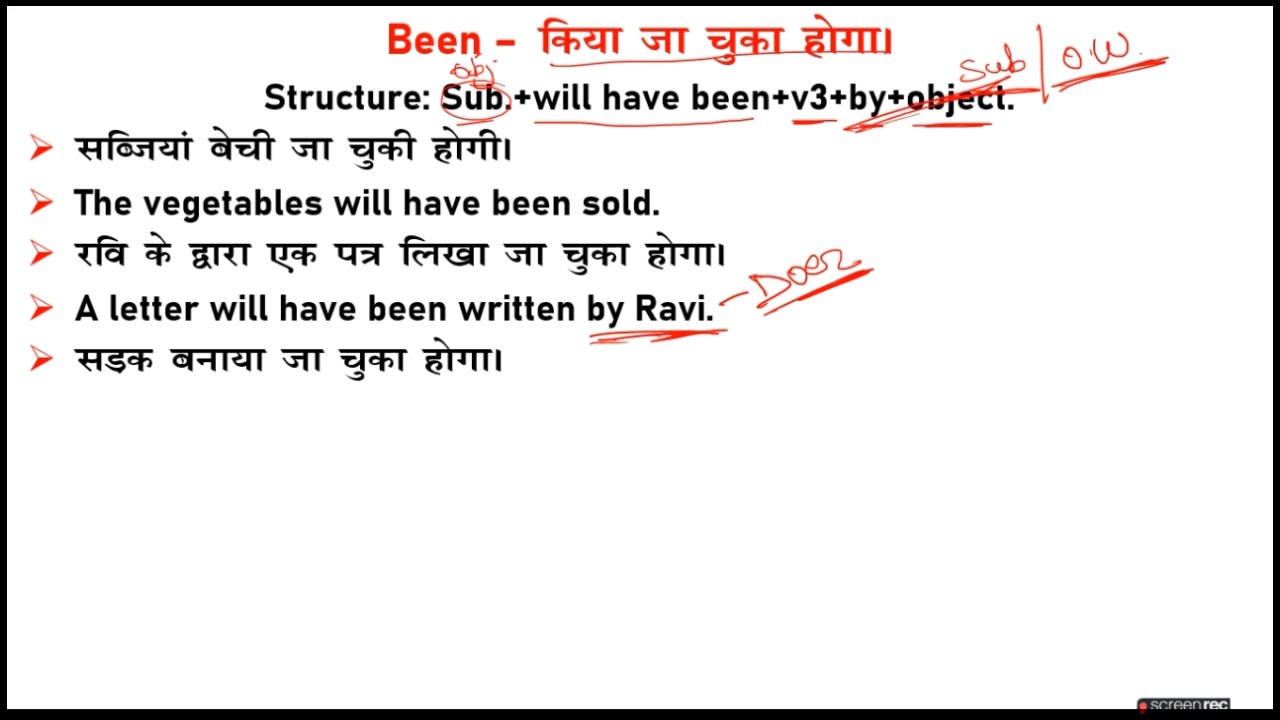 Been – किया जा चुका होगा।
obj.
Sub | O.W.
Structure: Sub.+will have been+v3+by+object.
सब्जियां बेची जा चुकी होगी।
The vegetables will have been sold.
रवि के द्वारा एक पत्र लिखा जा चुका होगा।
Doer
A letter will have been written by Ravi.
सड़क बनाया जा चुका होगा।
screenrec